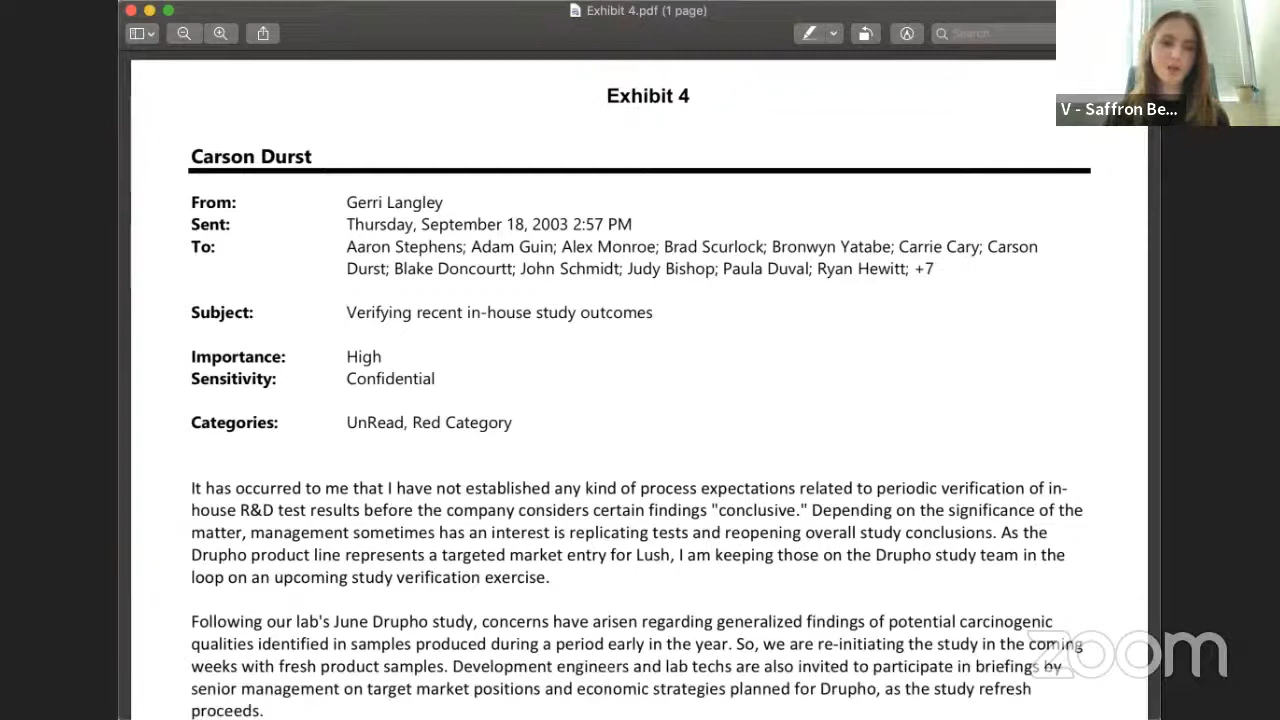 Exhibit 4.pdf (1 page)
Search
Exhibit 4
V - Saffron Be...
Carson Durst
From: Gerri Langley
Sent: Thursday, September 18, 2003 2:57 PM
To: Aaron Stephens; Adam Guin; Alex Monroe; Brad Scurlock; Bronwyn Yatabe; Carrie Cary; Carson
Durst; Blake Doncourtt; John Schmidt; Judy Bishop; Paula Duval; Ryan Hewitt; +7
Subject: Verifying recent in-house study outcomes
Importance: High
Sensitivity: Confidential
Categories: UnRead, Red Category
It has occurred to me that I have not established any kind of process expectations related to periodic verification of in-
house R&D test results before the company considers certain findings "conclusive." Depending on the significance of the
matter, management sometimes has an interest is replicating tests and reopening overall study conclusions. As the
Drupho product line represents a targeted market entry for Lush, I am keeping those on the Drupho study team in the
loop on an upcoming study verification exercise.
Following our lab's June Drupho study, concerns have arisen regarding generalized findings of potential carcinogenic
qualities identified in samples produced during a period early in the year. So, we are re-initiating the study in the coming
weeks with fresh product samples. Development engineers and lab techs are also invited to participate in briefings by
senior management on target market positions and economic strategies planned for Drupho, as the study refresh
proceeds.
zoom